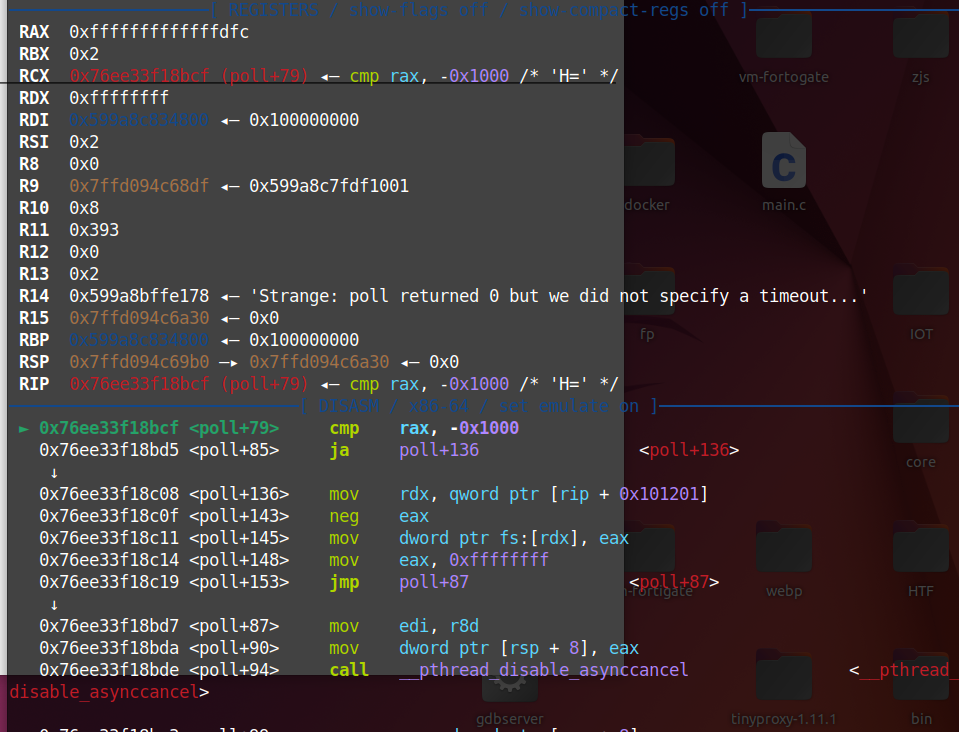 [ REGISTERS / show-flags off / show-compact-regs off ]
RAX 0xfffffffffffffdfc
RBX 0x2
RCX 0x76ee33f18bcf (poll+79) ◂— cmp rax, -0x1000 /* 'H=' */
RDX 0xffffffff
RDI ◂— 0x100000000
RSI 0x2
R8 0x0
R9 0x7ffd094c68df ◂— 0x599a8c7fdf1001
R10 0x8
R11 0x393
R12 0x0
R13 0x2
R14 0x599a8bffe178 ◂— 'Strange: poll returned 0 but we did not specify a timeout...'
R15 0x7ffd094c6a30 ◂— 0x0
RBP ◂— 0x100000000
RSP 0x7ffd094c69b0 —▸ 0x7ffd094c6a30 ◂— 0x0
RIP 0x76ee33f18bcf (poll+79) ◂— cmp rax, -0x1000 /* 'H=' */
[ DISASM / x86-64 / set emulate on ]
► 0x76ee33f18bcf <poll+79> cmp rax, -0x1000
0x76ee33f18bd5 <poll+85> ja poll+136 <poll+136>
↓
0x76ee33f18c08 <poll+136> mov rdx, qword ptr [rip + 0x101201]
0x76ee33f18c0f <poll+143> neg eax
0x76ee33f18c11 <poll+145> mov dword ptr fs:[rdx], eax
0x76ee33f18c14 <poll+148> mov eax, 0xffffffff
0x76ee33f18c19 <poll+153> jmp poll+87 <poll+87>
↓
0x76ee33f18bd7 <poll+87> mov edi, r8d
0x76ee33f18bda <poll+90> mov dword ptr [rsp + 8], eax
0x76ee33f18bde <poll+94> call __pthread_disable_asynccancel <__pthread_
disable_asynccancel>
vm-fortogate
zjs
docker
C
main.c
fp
IOT
core
webp
HTF
gdbserver
tinyproxy-1.11.1
bin